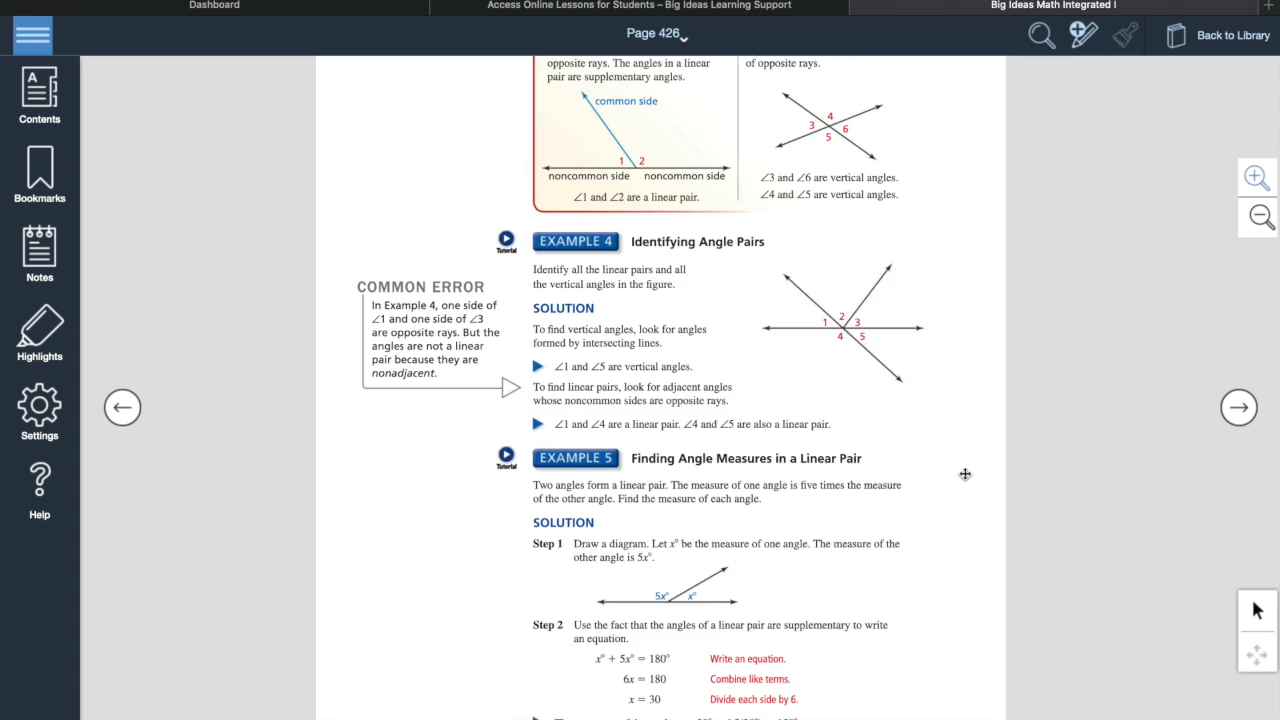 Dashboard
Access Online Lessons for Students – Big Ideas Learning Support
Big Ideas Math Integrated I
Page 426
Back to Library
Contents
Bookmarks
Notes
Highlights
Settings
Help
opposite rays. The angles in a linear
pair are supplementary angles.
common side
1 2
noncommon side noncommon side
∠1 and ∠2 are a linear pair.
of opposite rays.
4
3 6
5
∠3 and ∠6 are vertical angles.
∠4 and ∠5 are vertical angles.
Tutorial
EXAMPLE 4 Identifying Angle Pairs
Identify all the linear pairs and all
the vertical angles in the figure.
SOLUTION
To find vertical angles, look for angles
formed by intersecting lines.
∠1 and ∠5 are vertical angles.
To find linear pairs, look for adjacent angles
whose noncommon sides are opposite rays.
∠1 and ∠4 are a linear pair. ∠4 and ∠5 are also a linear pair.
1 2 3
4 5
COMMON ERROR
In Example 4, one side of
∠1 and one side of ∠3
are opposite rays. But the
angles are not a linear
pair because they are
nonadjacent.
Tutorial
EXAMPLE 5 Finding Angle Measures in a Linear Pair
Two angles form a linear pair. The measure of one angle is five times the measure
of the other angle. Find the measure of each angle.
SOLUTION
Step 1 Draw a diagram. Let x° be the measure of one angle. The measure of the
other angle is 5x°.
5x° x°
Step 2 Use the fact that the angles of a linear pair are supplementary to write
an equation.
x° + 5x° = 180° Write an equation.
6x = 180 Combine like terms.
x = 30 Divide each side by 6.